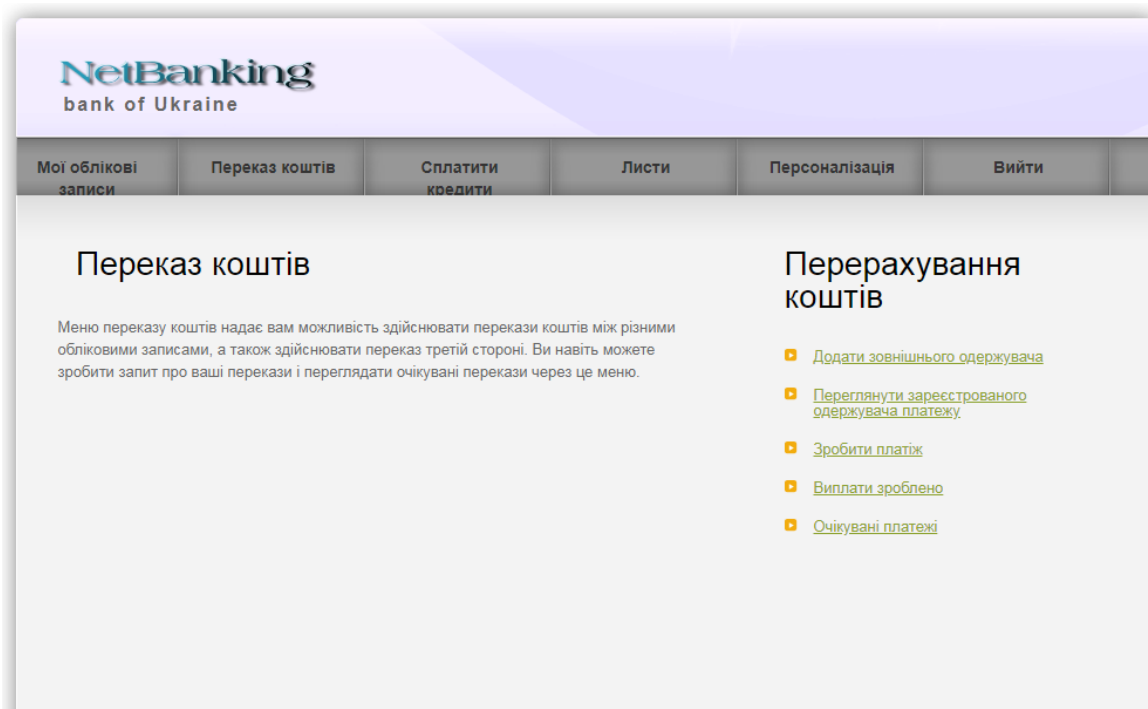 NetBanking
bank of Ukraine
Мої облікові
записи
Переказ коштів
Сплатити
кредити
Листи
Персоналізація
Вийти
Переказ коштів
Меню переказу коштів надає вам можливість здійснювати перекази коштів між різними
обліковими записами, а також здійснювати переказ третій стороні. Ви навіть можете
зробити запит про ваші перекази і переглядати очікувані перекази через це меню.
Перерахування
коштів
Додати зовнішнього одержувача
Переглянути зареєстрованого
одержувача платежу
Зробити платіж
Виплати зроблено
Очікувані платежі